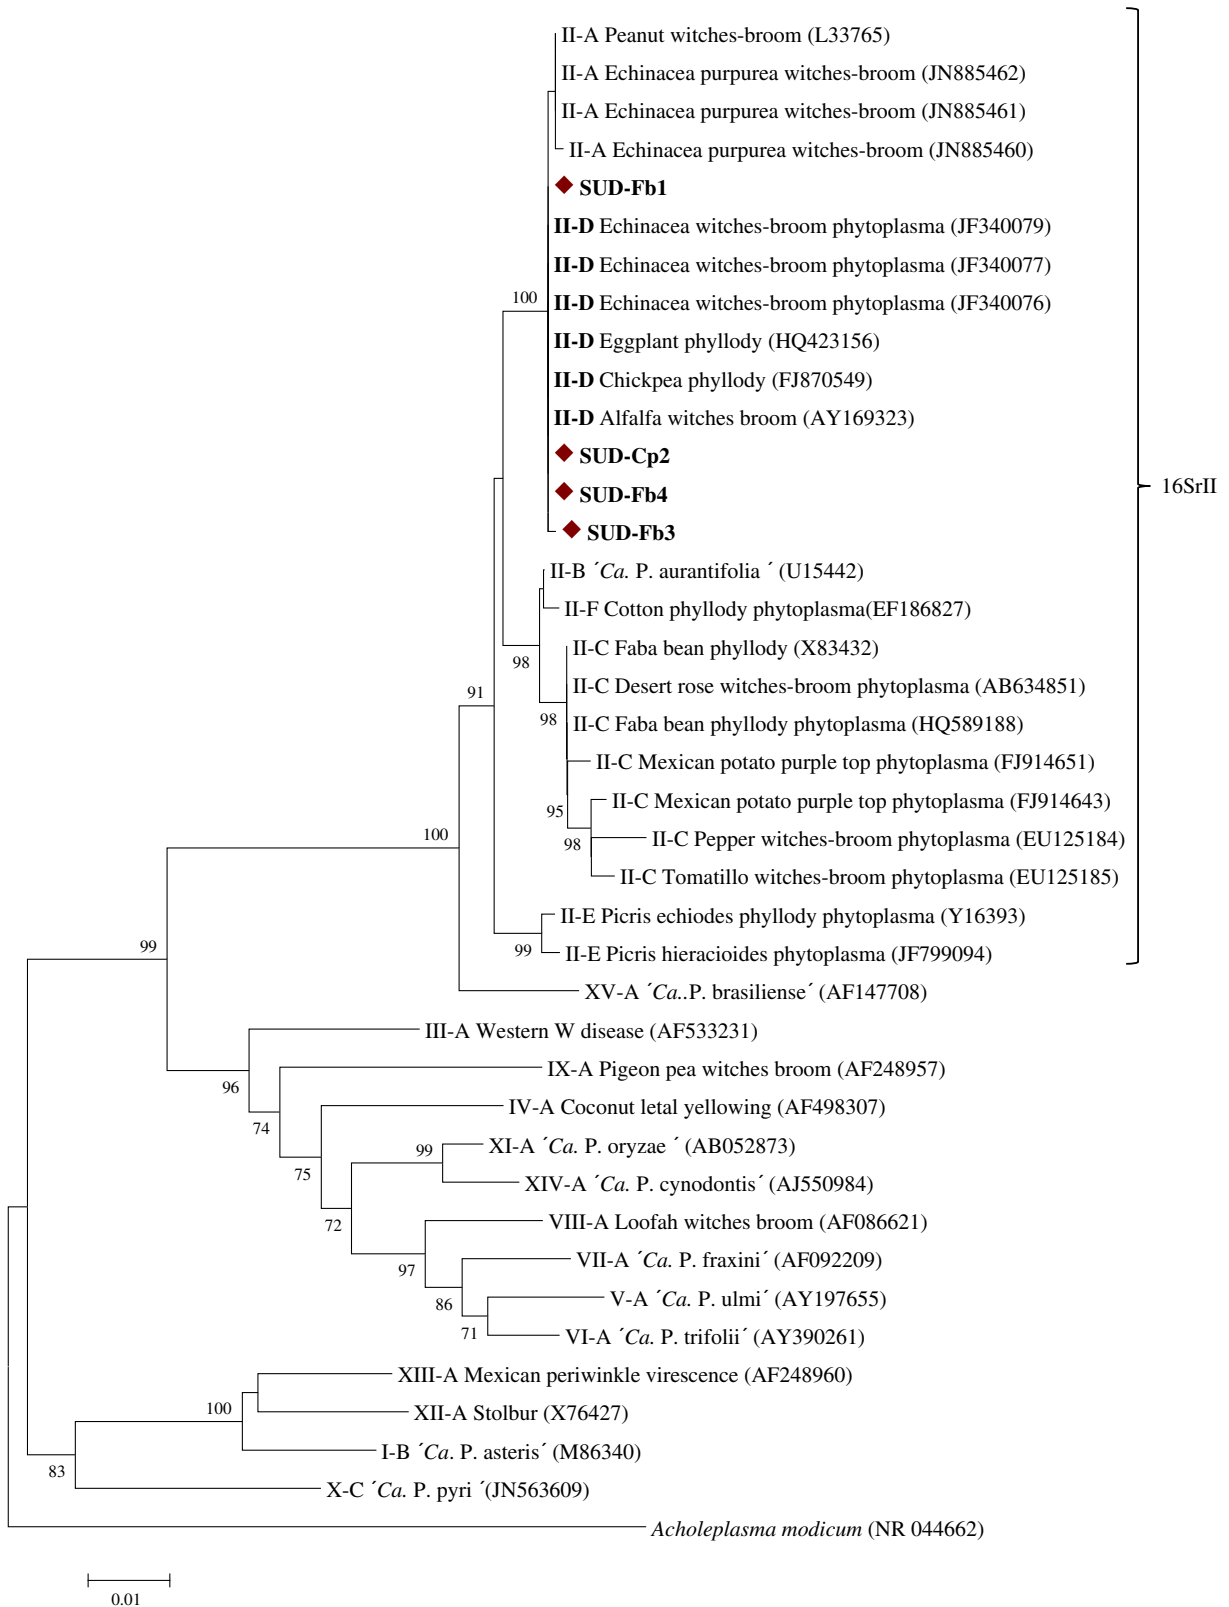 II-A Peanut witches-broom (L33765)
II-A Echinacea purpurea witches-broom (JN885462)
II-A Echinacea purpurea witches-broom (JN885461)
II-A Echinacea purpurea witches-broom (JN885460)
SUD-Fb1
II-D Echinacea witches-broom phytoplasma (JF340079)
II-D Echinacea witches-broom phytoplasma (JF340077)
100
II-D Echinacea witches-broom phytoplasma (JF340076)
II-D Eggplant phyllody (HQ423156)
II-D Chickpea phyllody (FJ870549)
II-D Alfalfa witches broom (AY169323)
SUD-Cp2
16SrII
SUD-Fb4
SUD-Fb3
II-B ´Ca. P. aurantifolia ´ (U15442)
II-F Cotton phyllody phytoplasma(EF186827)
II-C Faba bean phyllody (X83432)
98
II-C Desert rose witches-broom phytoplasma (AB634851)
91
98
II-C Faba bean phyllody phytoplasma (HQ589188)
II-C Mexican potato purple top phytoplasma (FJ914651)
II-C Mexican potato purple top phytoplasma (FJ914643)
95
100
II-C Pepper witches-broom phytoplasma (EU125184)
98
II-C Tomatillo witches-broom phytoplasma (EU125185)
II-E Picris echiodes phyllody phytoplasma (Y16393)
99
99
II-E Picris hieracioides phytoplasma (JF799094)
XV-A ´Ca..P. brasiliense´ (AF147708)
III-A Western W disease (AF533231)
IX-A Pigeon pea witches broom (AF248957)
96
IV-A Coconut letal yellowing (AF498307)
74
XI-A ´Ca. P. oryzae ´ (AB052873)
99
75
XIV-A ´Ca. P. cynodontis´ (AJ550984)
VIII-A Loofah witches broom (AF086621)
72
VII-A ´Ca. P. fraxini´ (AF092209)
97
V-A ´Ca. P. ulmi´ (AY197655)
86
VI-A ´Ca. P. trifolii´ (AY390261)
71
XIII-A Mexican periwinkle virescence (AF248960)
100
XII-A Stolbur (X76427)
I-B ´Ca. P. asteris´ (M86340)
83
X-C ´Ca. P. pyri ´(JN563609)
Acholeplasma modicum (NR 044662)
0.01